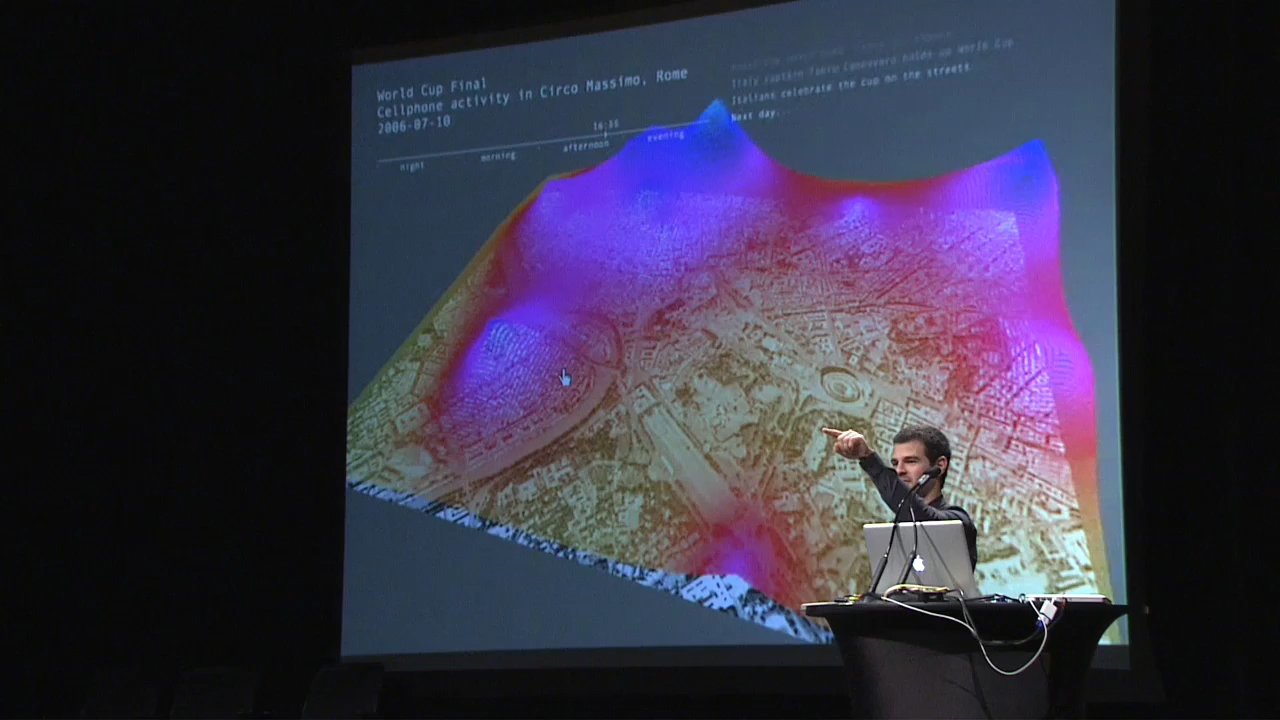 World Cup Final
Cellphone activity in Circo Massimo, Rome
2006-07-10
16:36
night morning afternoon evening
Italy captain Fabio Cannavaro holds up World Cup
Italians celebrate the cup on the streets
Next day...